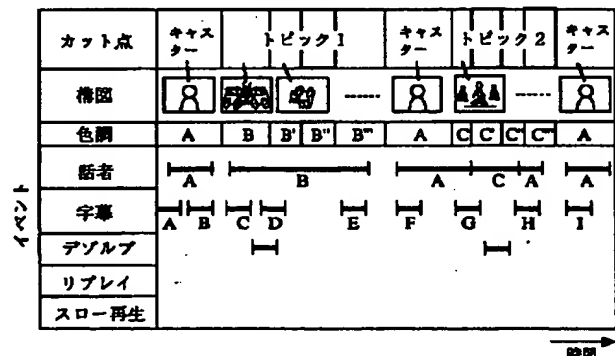 カット点 キャスター トピック1 キャスター トピック2 キャスター
構図 ------ ------
色調 A B B' B" B"' A C C' C" C"' A
話者 A B A C A A
イベント
字幕 A B C D E F G H I
デゾルブ
リプレイ
スロー再生
時間